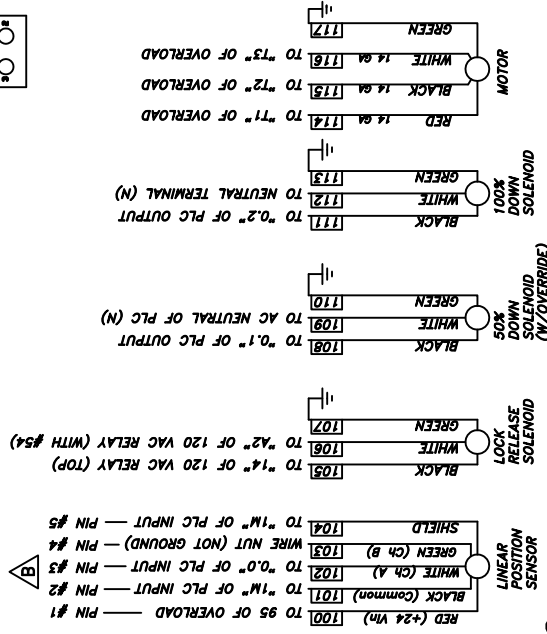 LINEAR
POSITION
SENSOR
RED (+24 Vin) 100 TO 95 OF OVERLOAD — PIN #1
BLACK (Common) 101 TO "1M" OF PLC INPUT — PIN #2
WHITE (Ch A) 102 TO "0.0" OF PLC INPUT — PIN #3
GREEN (Ch B) 103 WIRE NUT (NOT GROUND) — PIN #4
SHIELD 104 TO "1M" OF PLC INPUT — PIN #5
B
LOCK
RELEASE
SOLENOID
BLACK 105 TO "14" OF 120 VAC RELAY (TOP)
WHITE 106 TO "A2" OF 120 VAC RELAY (WITH #54)
GREEN 107
50%
DOWN
SOLENOID
(W/OVERRIDE)
BLACK 108 TO "0.1" OF PLC OUTPUT
WHITE 109 TO AC NEUTRAL OF PLC (N)
GREEN 110
100%
DOWN
SOLENOID
BLACK 111 TO "0.2" OF PLC OUTPUT
WHITE 112 TO NEUTRAL TERMINAL (N)
GREEN 113
MOTOR
RED 14 GA 114 TO "T1" OF OVERLOAD
BLACK 14 GA 115 TO "T2" OF OVERLOAD
WHITE 14 GA 116 TO "T3" OF OVERLOAD
GREEN 117
2
3